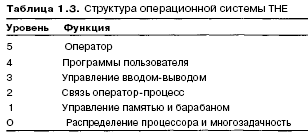 Таблица 1.3. Структура операционной системы THE
Уровень Функция
5 Оператор
4 Программы пользователя
3 Управление вводом-выводом
2 Связь оператор-процесс
1 Управление памятью и барабаном
0 Распределение процессора и многозадачность